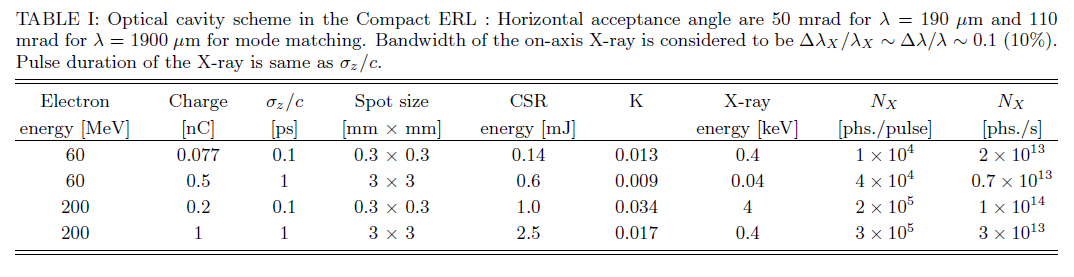 TABLE I: Optical cavity scheme in the Compact ERL : Horizontal acceptance angle are 50 mrad for λ = 190 μm and 110
mrad for λ = 1900 μm for mode matching. Bandwidth of the on-axis X-ray is considered to be Δλ_X/λ_X ∼ Δλ/λ ∼ 0.1 (10%).
Pulse duration of the X-ray is same as σ_z/c.
Electron Charge σ_z/c Spot size CSR K X-ray N_X N_X
energy [MeV] [nC] [ps] [mm × mm] energy [mJ] energy [keV] [phs./pulse] [phs./s]
60 0.077 0.1 0.3 × 0.3 0.14 0.013 0.4 1 × 10^4 2 × 10^13
60 0.5 1 3 × 3 0.6 0.009 0.04 4 × 10^4 0.7 × 10^13
200 0.2 0.1 0.3 × 0.3 1.0 0.034 4 2 × 10^5 1 × 10^14
200 1 1 3 × 3 2.5 0.017 0.4 3 × 10^5 3 × 10^13